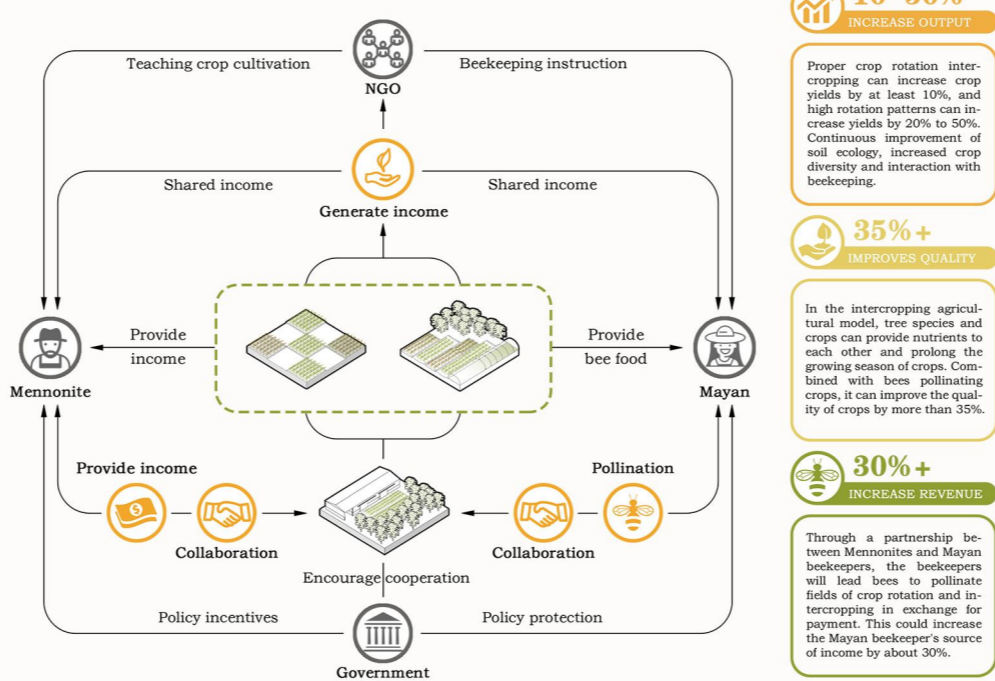 Teaching crop cultivation
Beekeeping instruction
NGO
Shared income
Shared income
Generate income
Provide
income
Provide
bee food
Mennonite
Mayan
Provide income
Pollination
$
Collaboration
Collaboration
Encourage cooperation
Policy incentives
Policy protection
Government
INCREASE OUTPUT
Proper crop rotation inter-
cropping can increase crop
yields by at least 10%, and
high rotation patterns can in-
crease yields by 20% to 50%.
Continuous improvement of
soil ecology, increased crop
diversity and interaction with
beekeeping.
35%+
IMPROVES QUALITY
In the intercropping agricul-
tural model, tree species and
crops can provide nutrients to
each other and prolong the
growing season of crops. Com-
bined with bees pollinating
crops, it can improve the qual-
ity of crops by more than 35%.
30%+
INCREASE REVENUE
Through a partnership be-
tween Mennonites and Mayan
beekeepers, the beekeepers
will lead bees to pollinate
fields of crop rotation and in-
tercropping in exchange for
payment. This could increase
the Mayan beekeeper's source
of income by about 30%.